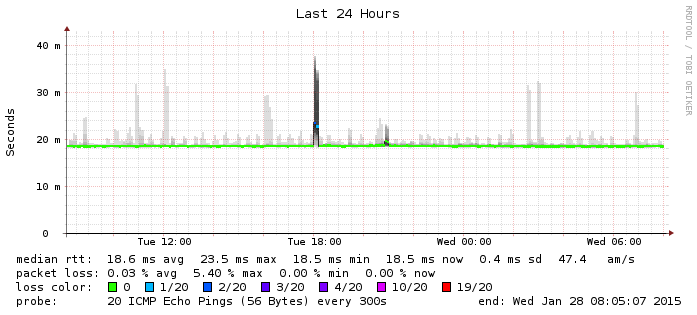 Last 24 Hours
RRDTOOL / TOBI OETIKER
Seconds
40 m
30 m
20 m
10 m
0
Tue 12:00 Tue 18:00 Wed 00:00 Wed 06:00
median rtt: 18.6 ms avg 23.5 ms max 18.5 ms min 18.5 ms now 0.4 ms sd 47.4 am/s
packet loss: 0.03 % avg 5.40 % max 0.00 % min 0.00 % now
loss color: 0 1/20 2/20 3/20 4/20 10/20 19/20
probe: 20 ICMP Echo Pings (56 Bytes) every 300s end: Wed Jan 28 08:05:07 2015